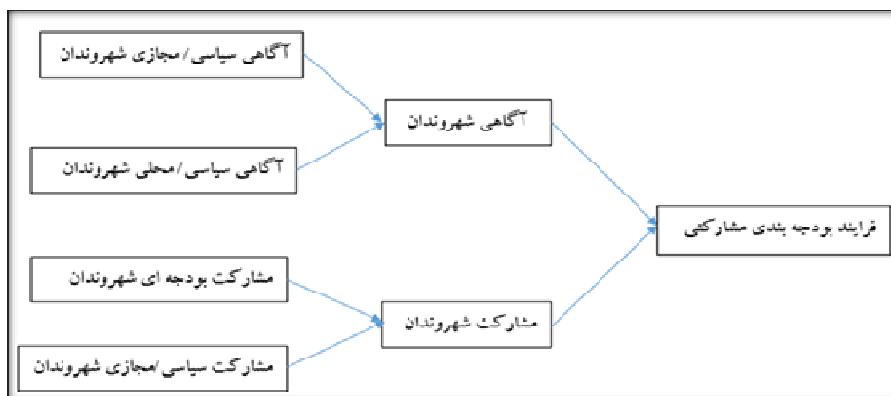 آگاهی سیاسی/مجازی شهروندان
آگاهی شهروندان
آگاهی سیاسی/محلی شهروندان
فرایند بودجه بندی مشارکتی
مشارکت بودجه ای شهروندان
مشارکت شهروندان
مشارکت سیاسی/مجازی شهروندان